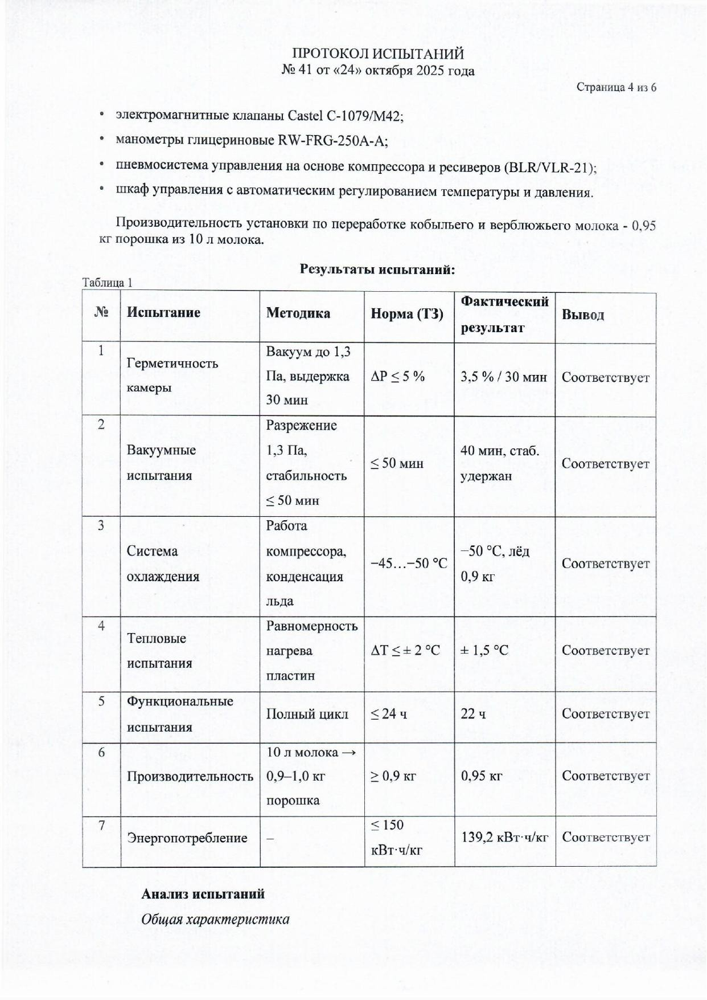 ПРОТОКОЛ ИСПЫТАНИЙ
№ 41 от «24» октября 2025 года
Страница 4 из 6
• электромагнитные клапаны Castel C-1079/M42;
• манометры глицериновые RW-FRG-250A-A;
• пневмосистема управления на основе компрессора и ресиверов (BLR/VLR-21);
• шкаф управления с автоматическим регулированием температуры и давления.
Производительность установки по переработке кобыльего и верблюжьего молока - 0,95
кг порошка из 10 л молока.
Результаты испытаний:
Таблица 1
№ Испытание Методика Норма (ТЗ) Фактический
результат Вывод
1 Герметичность
камеры
Вакуум до 1,3
Па, выдержка
30 мин
ΔP ≤ 5 %
3,5 % / 30 мин
Соответствует
2 Вакуумные
испытания
Разрежение
1,3 Па,
стабильность
≤ 50 мин
≤ 50 мин
40 мин, стаб.
удержан
Соответствует
3 Система
охлаждения
Работа
компрессора,
конденсация
льда
−45…−50 °C
−50 °C, лёд
0,9 кг
Соответствует
4 Тепловые
испытания
Равномерность
нагрева
пластин
ΔT ≤ ± 2 °C
± 1,5 °C
Соответствует
5 Функциональные
испытания
Полный цикл
≤ 24 ч
22 ч
Соответствует
6 Производительность
10 л молока →
0,9–1,0 кг
порошка
≥ 0,9 кг
0,95 кг
Соответствует
7 Энергопотребление
–
≤ 150
кВт·ч/кг
139,2 кВт·ч/кг
Соответствует
Анализ испытаний
Общая характеристика